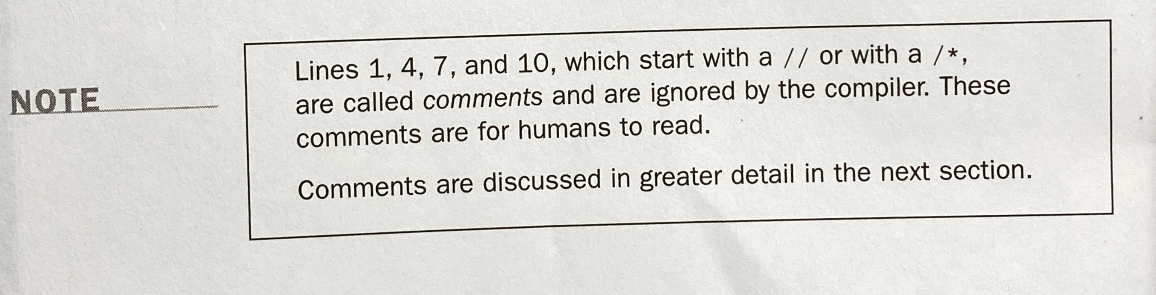 NOTE
Lines 1, 4, 7, and 10, which start with a // or with a /*,
are called comments and are ignored by the compiler. These
comments are for humans to read.
Comments are discussed in greater detail in the next section.